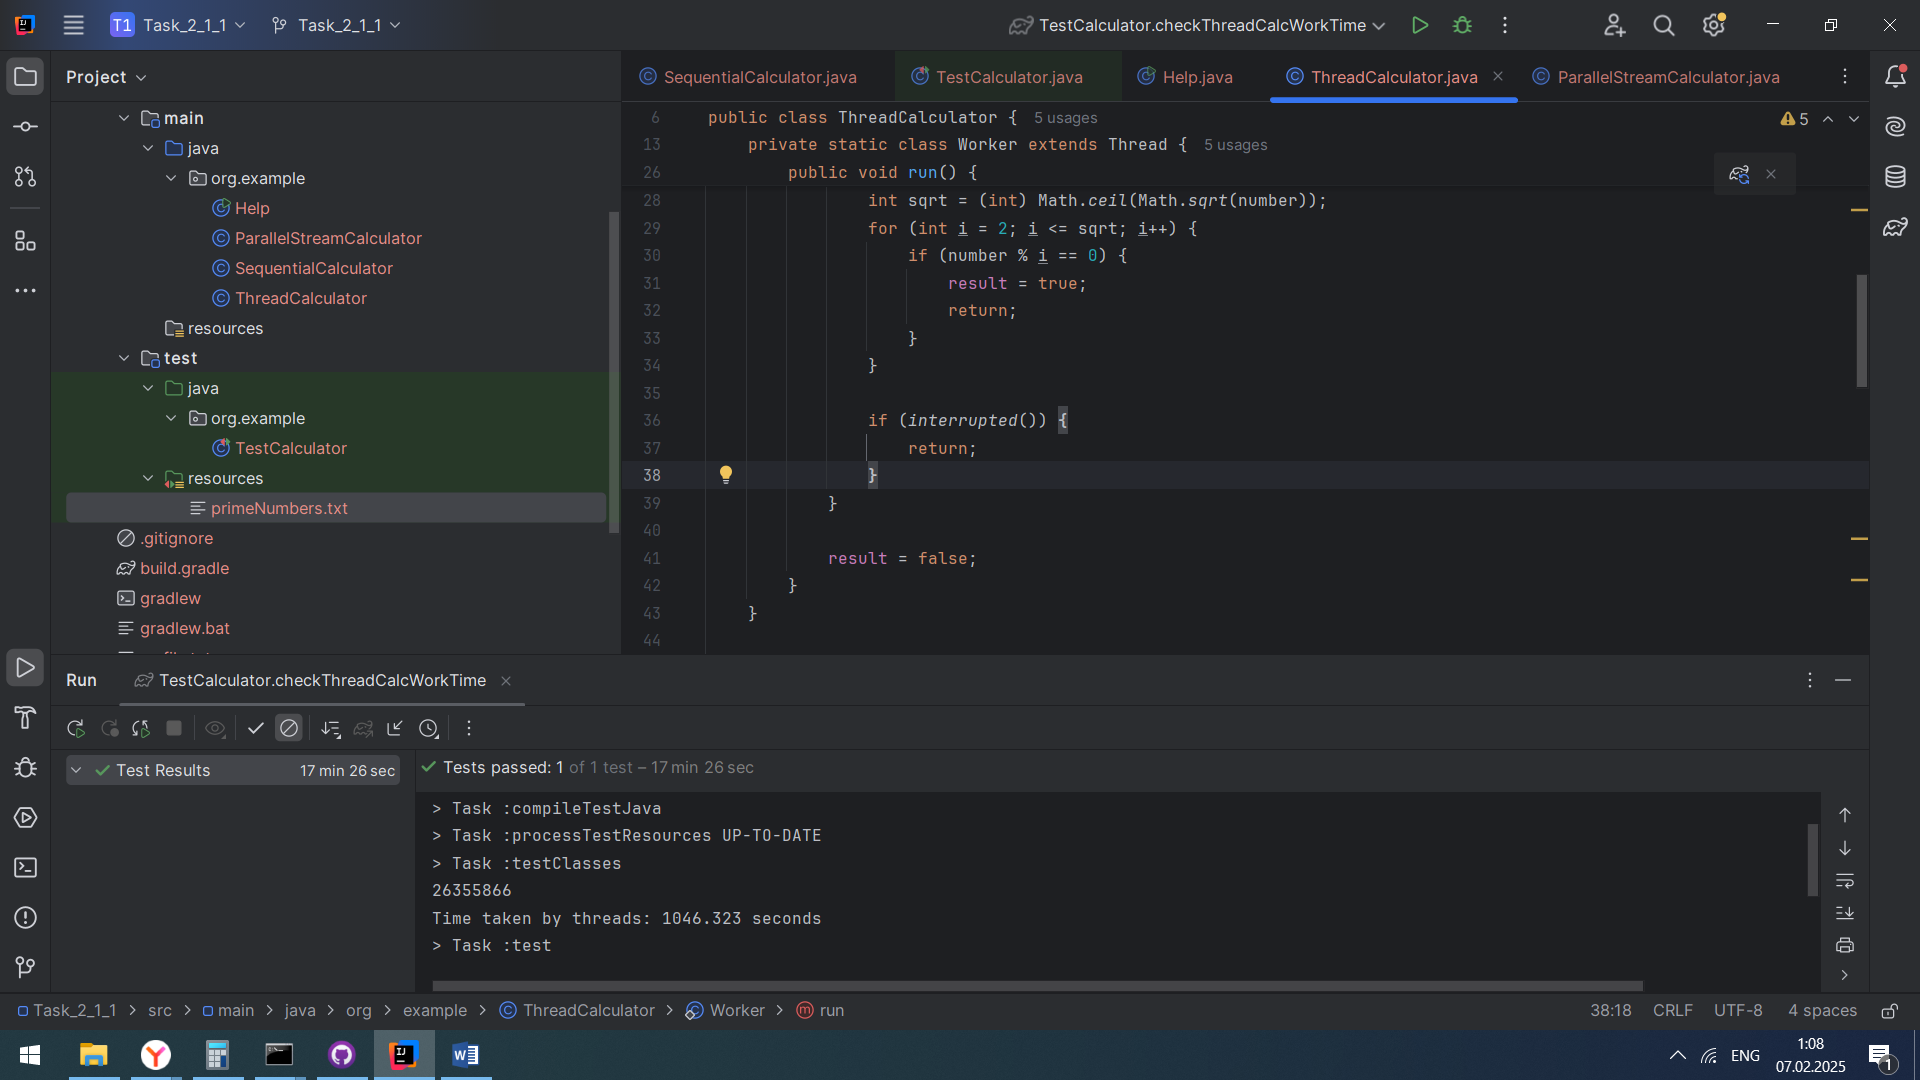 T1 Task_2_1_1 Task_2_1_1 TestCalculator.checkThreadCalcWorkTime
Project
main
java
org.example
Help
ParallelStreamCalculator
SequentialCalculator
ThreadCalculator
resources
test
java
org.example
TestCalculator
resources
primeNumbers.txt
.gitignore
build.gradle
gradlew
gradlew.bat
SequentialCalculator.java TestCalculator.java Help.java ThreadCalculator.java ParallelStreamCalculator.java
6 public class ThreadCalculator { 5 usages
5
13 private static class Worker extends Thread { 5 usages
26 public void run() {
28 int sqrt = (int) Math.ceil(Math.sqrt(number));
29 for (int i = 2; i <= sqrt; i++) {
30 if (number % i == 0) {
31 result = true;
32 return;
33 }
34 }
35
36 if (interrupted()) {
37 return;
38 }
39 }
40
41 result = false;
42 }
43 }
44
Run TestCalculator.checkThreadCalcWorkTime
Test Results 17 min 26 sec
Tests passed: 1 of 1 test – 17 min 26 sec
> Task :compileTestJava
> Task :processTestResources UP-TO-DATE
> Task :testClasses
26355866
Time taken by threads: 1046.323 seconds
> Task :test
Task_2_1_1 > src > main > java > org > example > ThreadCalculator > Worker > run
38:18 CRLF UTF-8 4 spaces
ENG
1:08
07.02.2025
1